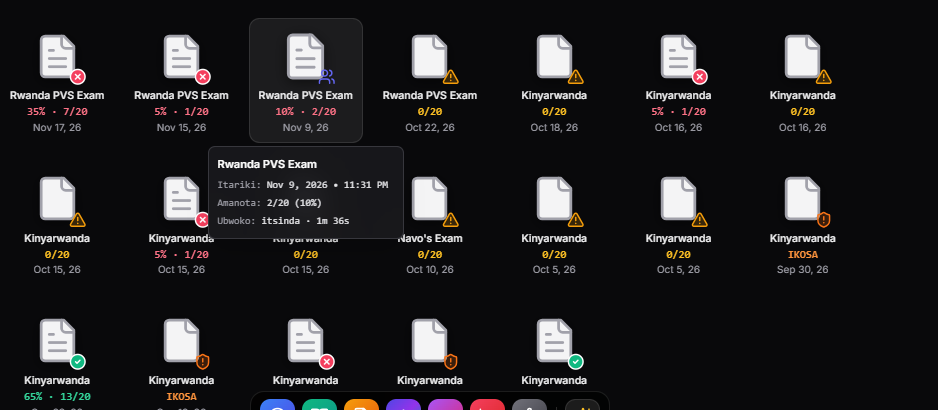 Rwanda PVS Exam
35% · 7/20
Nov 17, 26
Rwanda PVS Exam
5% · 1/20
Nov 15, 26
Rwanda PVS Exam
10% · 2/20
Nov 9, 26
Rwanda PVS Exam
0/20
Oct 22, 26
Kinyarwanda
0/20
Oct 18, 26
Kinyarwanda
5% · 1/20
Oct 16, 26
Kinyarwanda
0/20
Oct 16, 26
Rwanda PVS Exam
Itariki: Nov 9, 2026 • 11:31 PM
Amanota: 2/20 (10%)
Ubwoko: itsinda · 1m 36s
Kinyarwanda
0/20
Oct 15, 26
Kinyarwanda
5% · 1/20
Oct 15, 26
Kinyarwanda
0/20
Oct 15, 26
Navo's Exam
0/20
Oct 10, 26
Kinyarwanda
0/20
Oct 5, 26
Kinyarwanda
0/20
Oct 5, 26
Kinyarwanda
IKOSA
Sep 30, 26
Kinyarwanda
65% · 13/20
Kinyarwanda
IKOSA
Kinyarwanda
Kinyarwanda
Kinyarwanda